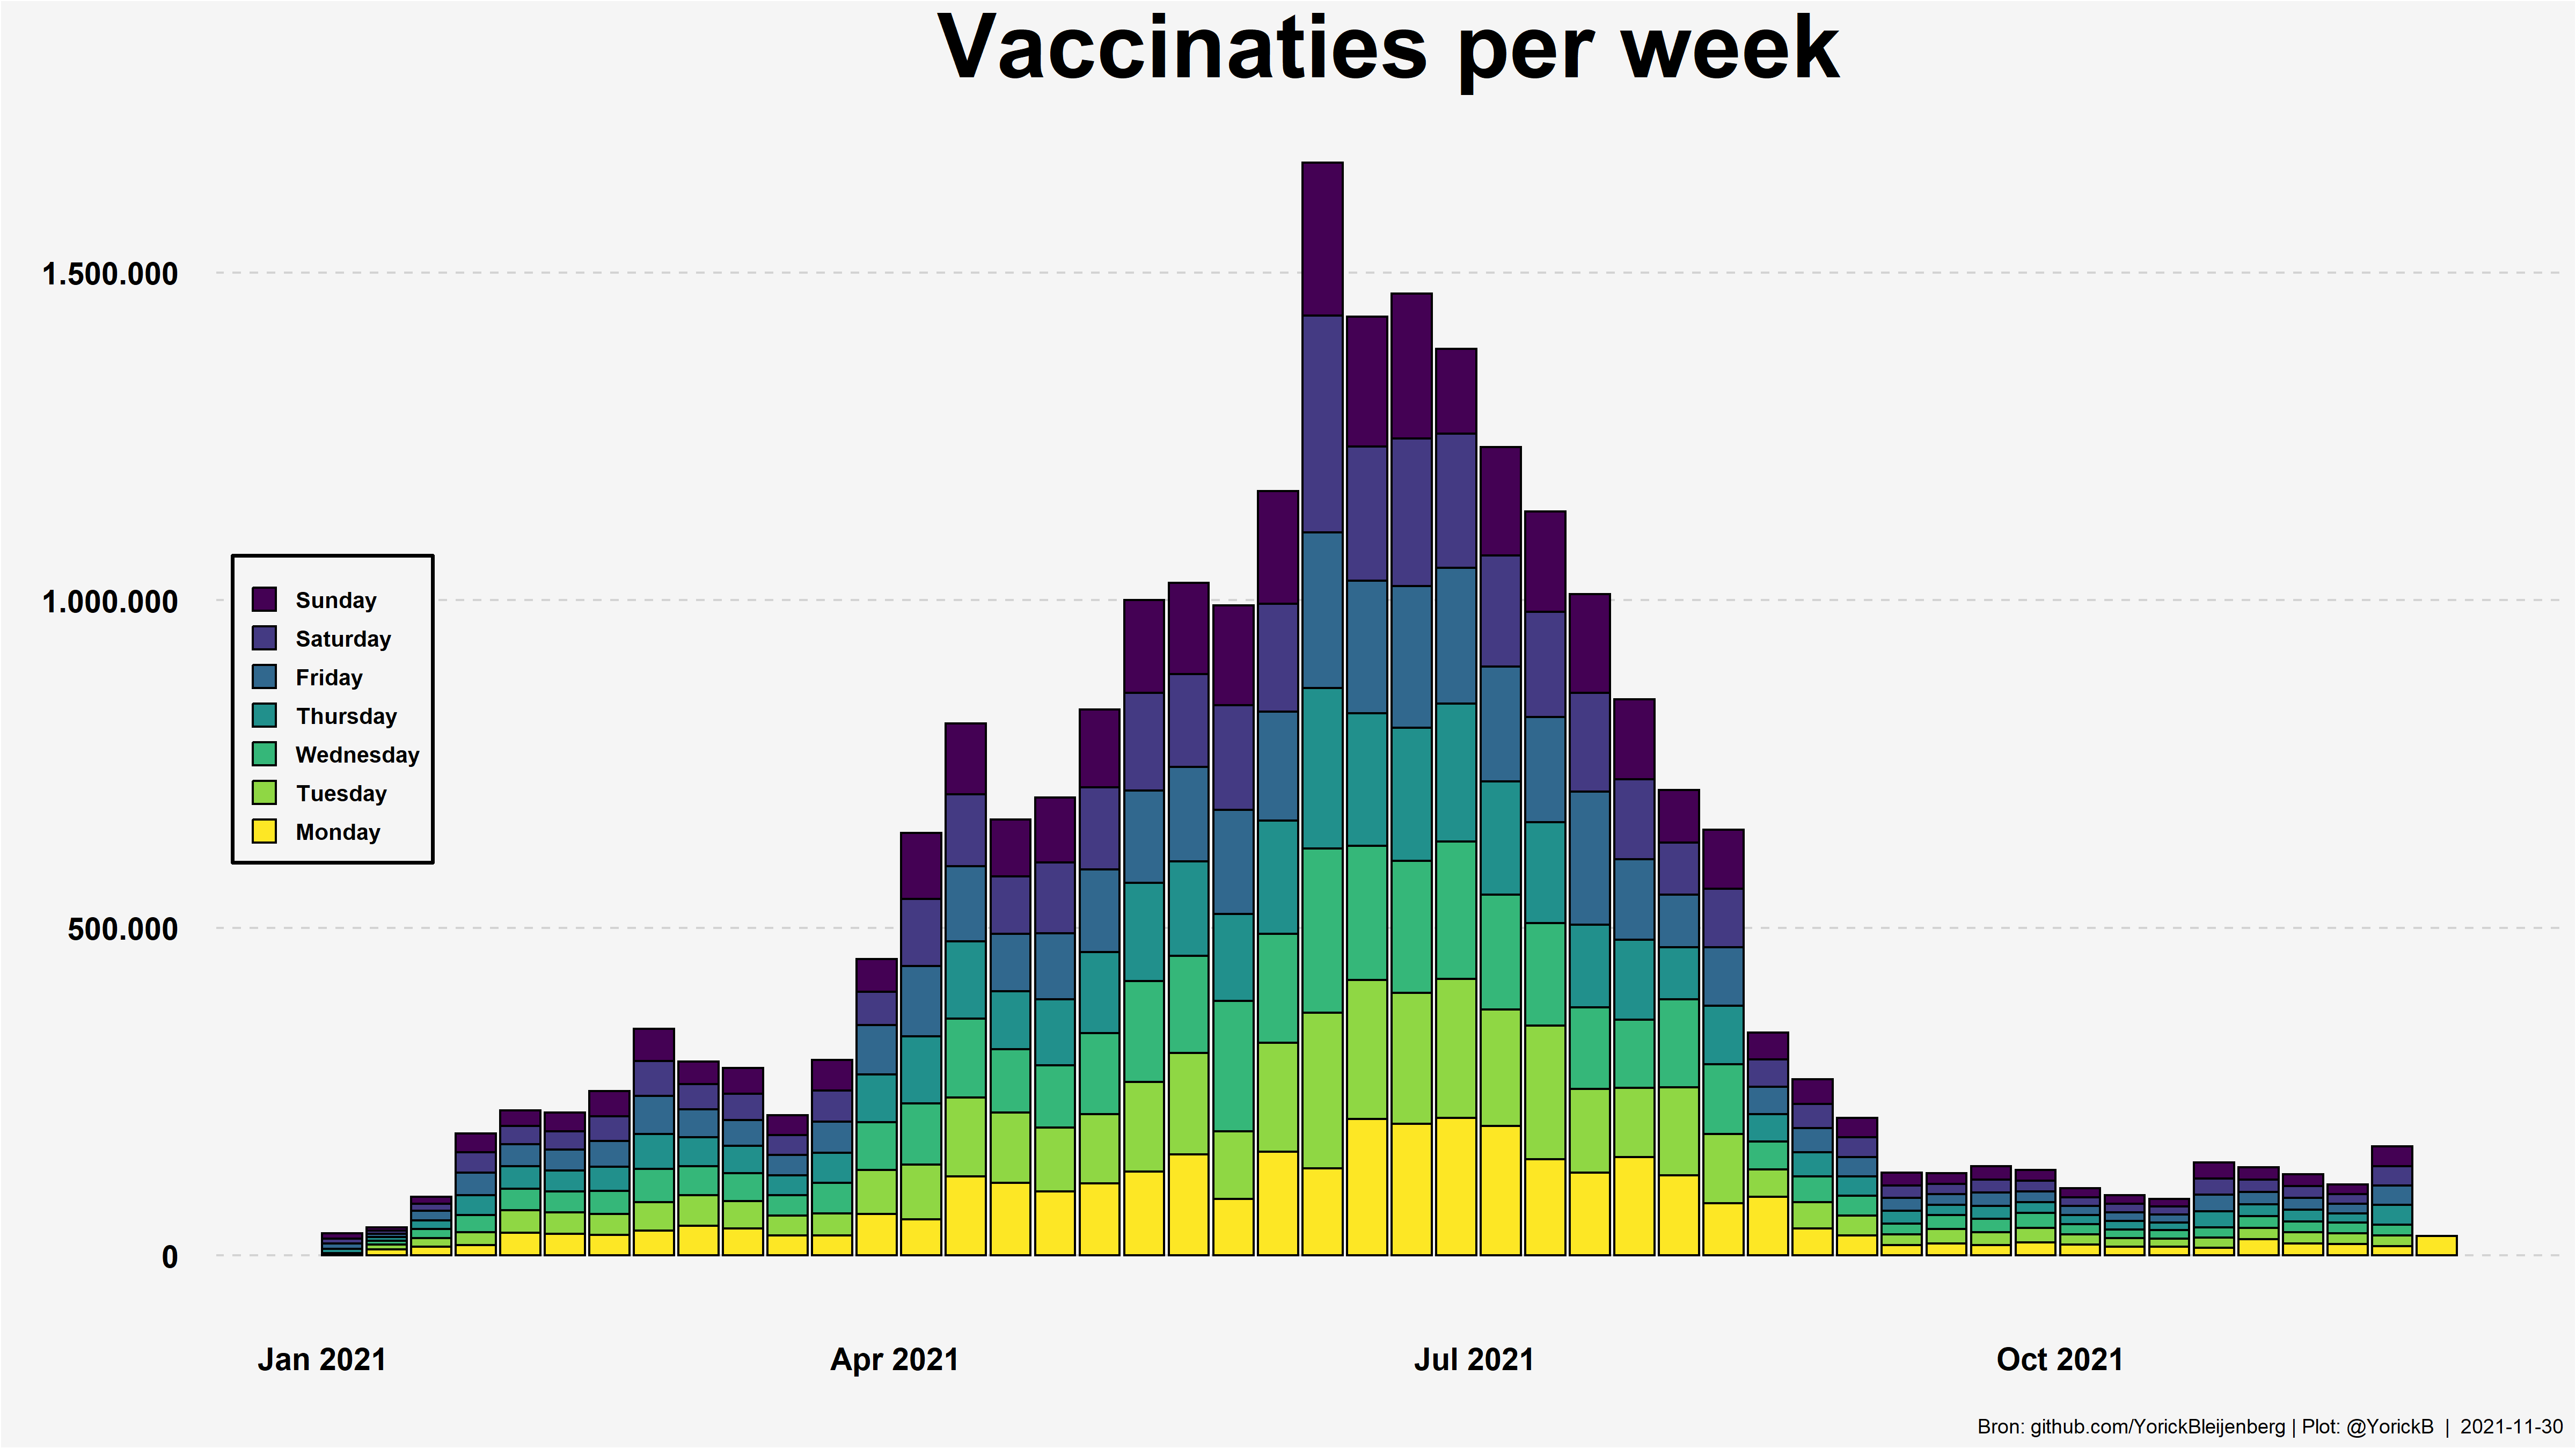 Vaccinaties per week
1.500.000
1.000.000
500.000
0
Sunday
Saturday
Friday
Thursday
Wednesday
Tuesday
Monday
Jan 2021 Apr 2021 Jul 2021 Oct 2021
Bron: github.com/YorickBleijenberg | Plot: @YorickB | 2021-11-30